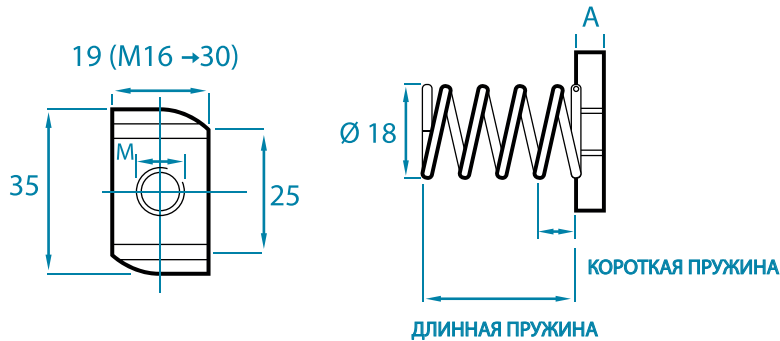 A
19 (M16 →30)
Ø 18
M
35
25
КОРОТКАЯ ПРУЖИНА
ДЛИННАЯ ПРУЖИНА